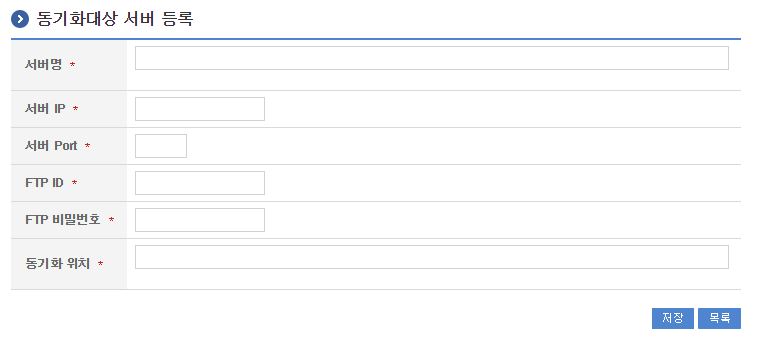 동기화대상 서버 등록
서버명 *
서버 IP *
서버 Port *
FTP ID *
FTP 비밀번호 *
동기화 위치 *
저장 목록